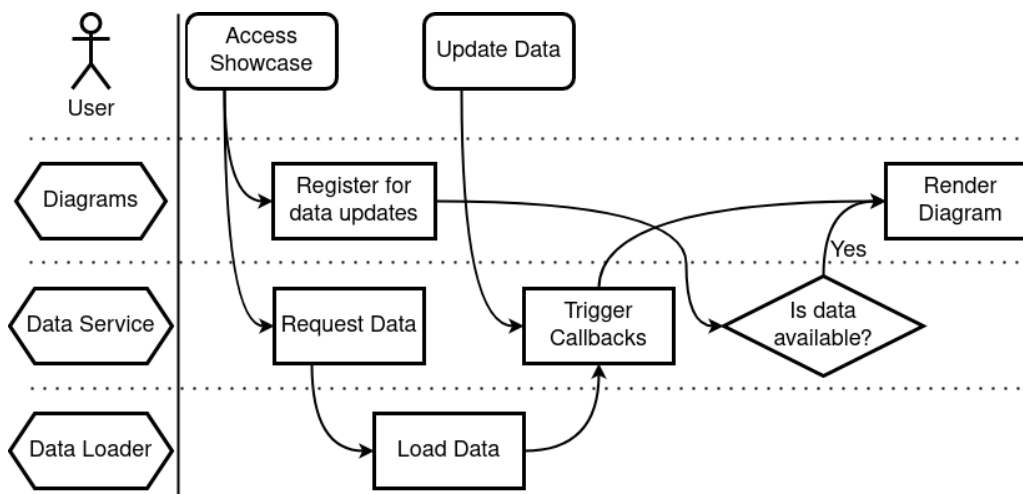 Access
Showcase
Update Data
User
Diagrams
Register for
data updates
Render
Diagram
Yes
Data Service
Request Data
Trigger
Callbacks
Is data
available?
Data Loader
Load Data